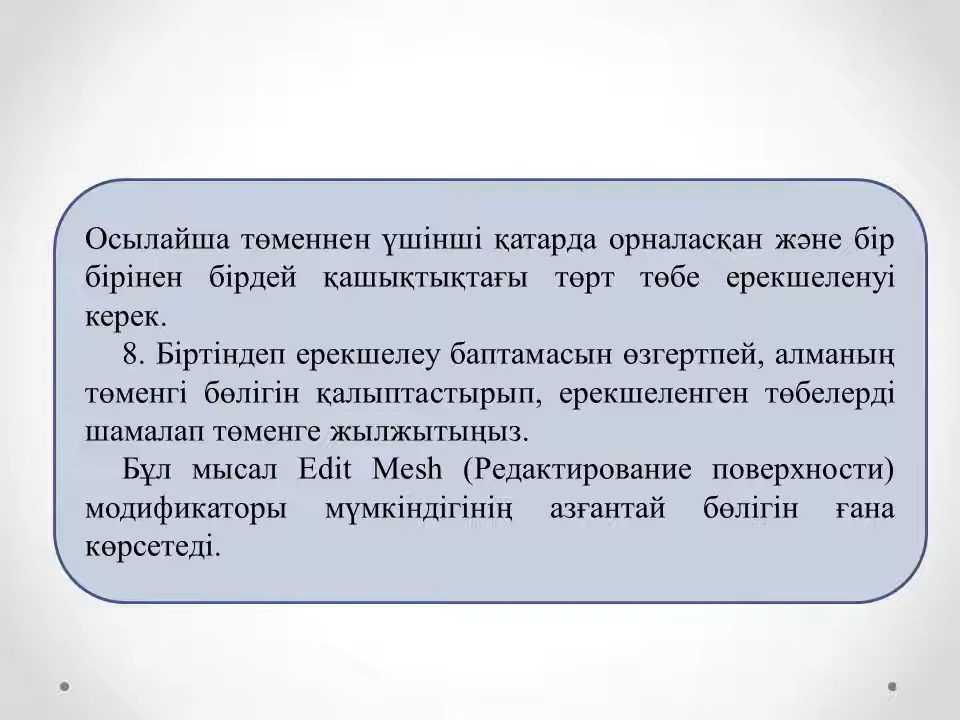 Осылайша төменнен үшінші қатарда орналасқан және бір
бірінен бірдей қашықтықтағы төрт төбе ерекшеленуі
керек.
8. Біртіндеп ерекшелеу баптамасын өзгертпей, алманың
төменгі бөлігін қалыптастырып, ерекшеленген төбелерді
шамалап төменге жылжытыңыз.
Бұл мысал Edit Mesh (Редактирование поверхности)
модификаторы мүмкіндігінің азғантай бөлігін ғана
көрсетеді.